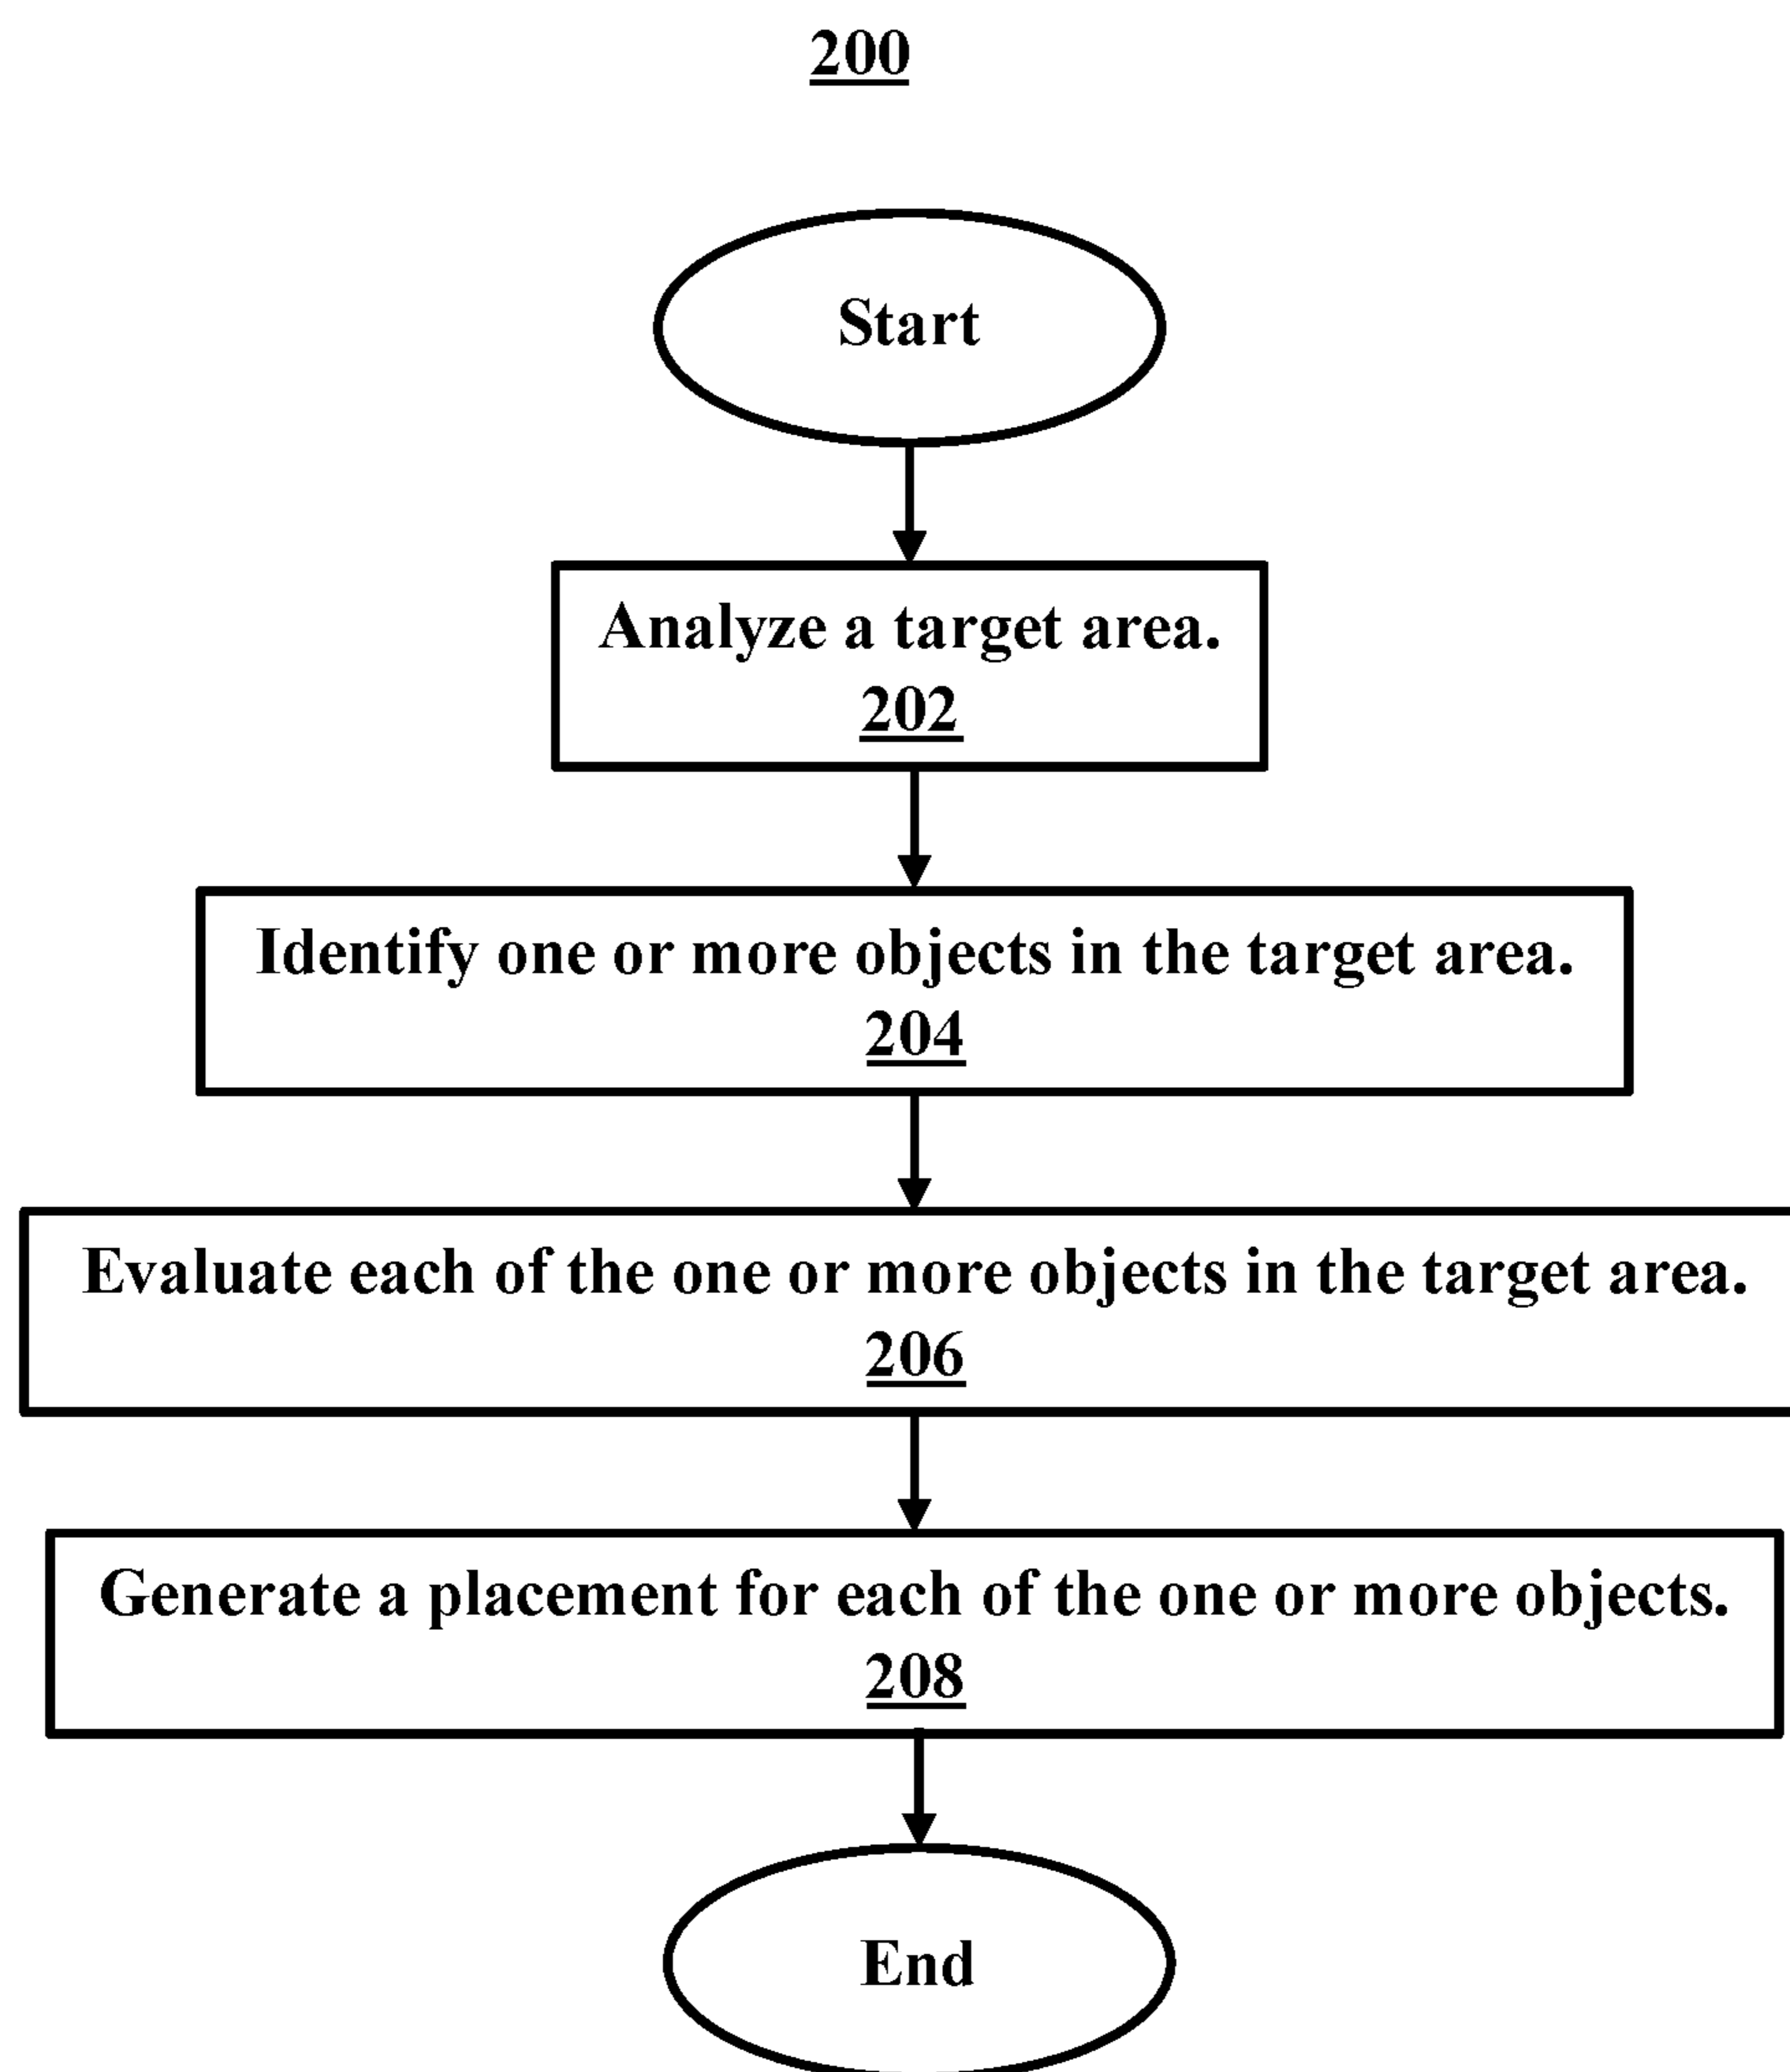 200
Start
Analyze a target area.
202
Identify one or more objects in the target area.
204
Evaluate each of the one or more objects in the target area.
206
Generate a placement for each of the one or more objects.
208
End